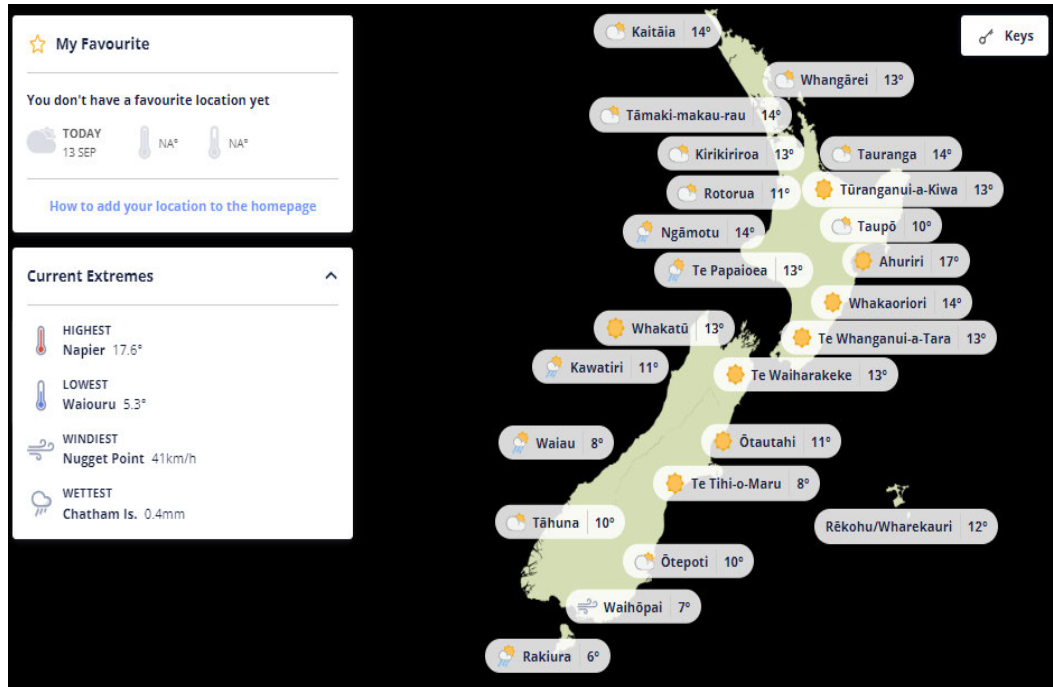 My Favourite
You don't have a favourite location yet
TODAY
13 SEP
NA°
NA°
How to add your location to the homepage
Current Extremes
HIGHEST
Napier 17.6°
LOWEST
Waiouru 5.3°
WINDIEST
Nugget Point 41km/h
WETTEST
Chatham Is. 0.4mm
Keys
Kaitāia 14°
Whangārei 13°
Tāmaki-makau-rau 14°
Kirikiriroa 13°
Tauranga 14°
Rotorua 11°
Tūranganui-a-Kiwa 13°
Ngāmotu 14°
Taupō 10°
Te Papaioea 13°
Ahuriri 17°
Whakaoriori 14°
Whakatū 13°
Te Whanganui-a-Tara 13°
Kawatiri 11°
Te Waiharakeke 13°
Waiau 8°
Ōtautahi 11°
Te Tihi-o-Maru 8°
Tāhuna 10°
Rēkohu/Wharekauri 12°
Ōtepoti 10°
Waihōpai 7°
Rakiura 6°